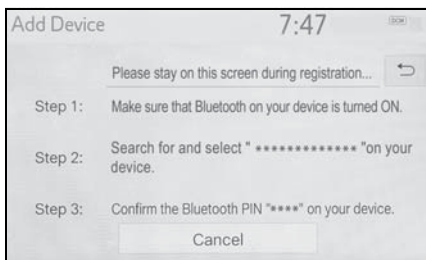 Add Device
7:47
DCM
Please stay on this screen during registration...
Step 1:
Make sure that Bluetooth on your device is turned ON.
Step 2:
Search for and select " ************* "on your
device.
Step 3:
Confirm the Bluetooth PIN "****" on your device.
Cancel